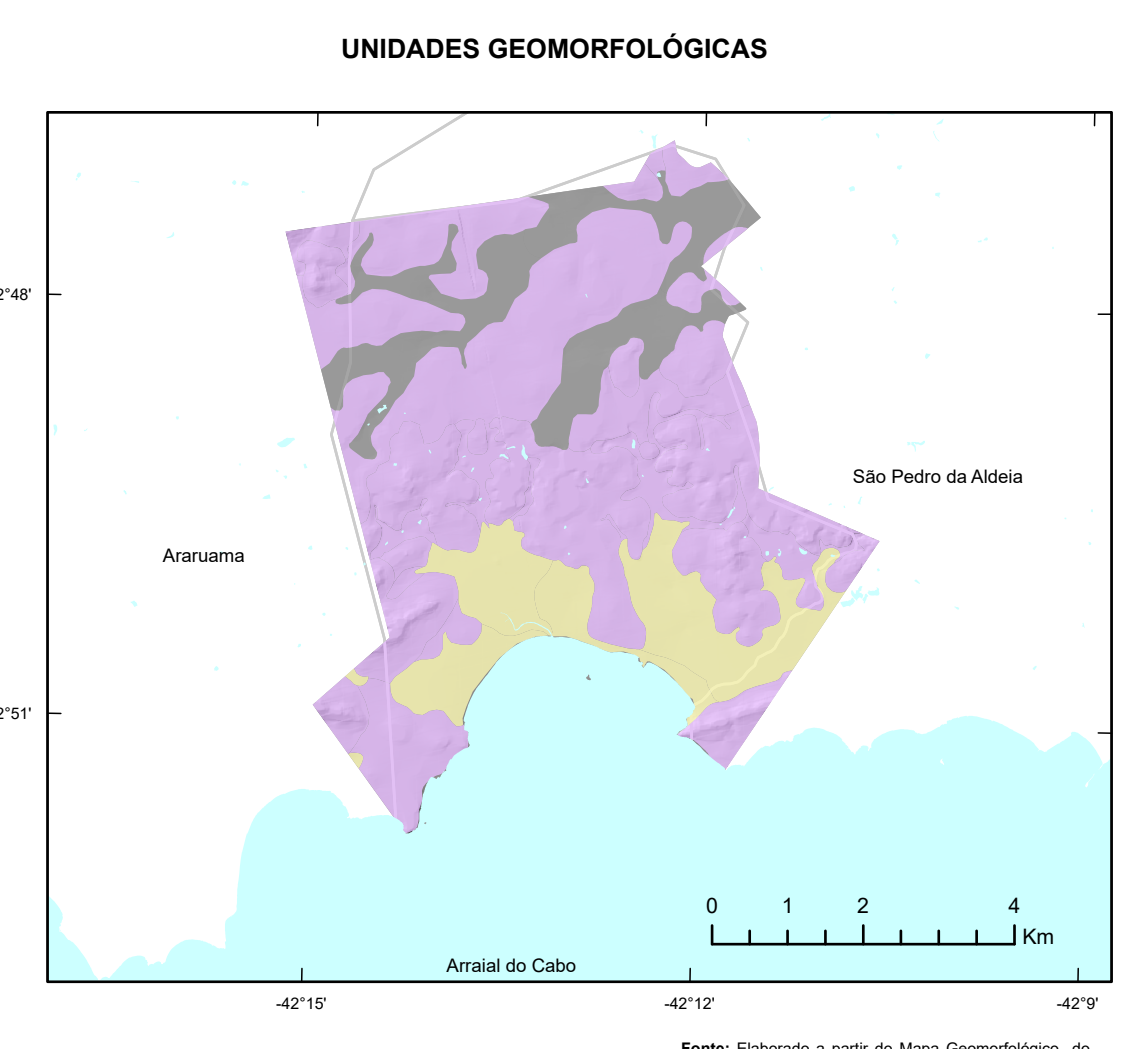 UNIDADES GEOMORFOLÓGICAS
2°48'
São Pedro da Aldeia
Araruama
2°51'
0 1 2 4
Km
Arraial do Cabo
-42°15' -42°12' -42°9'
Fonte: Elaborado a partir do Mapa Geomorfológico do